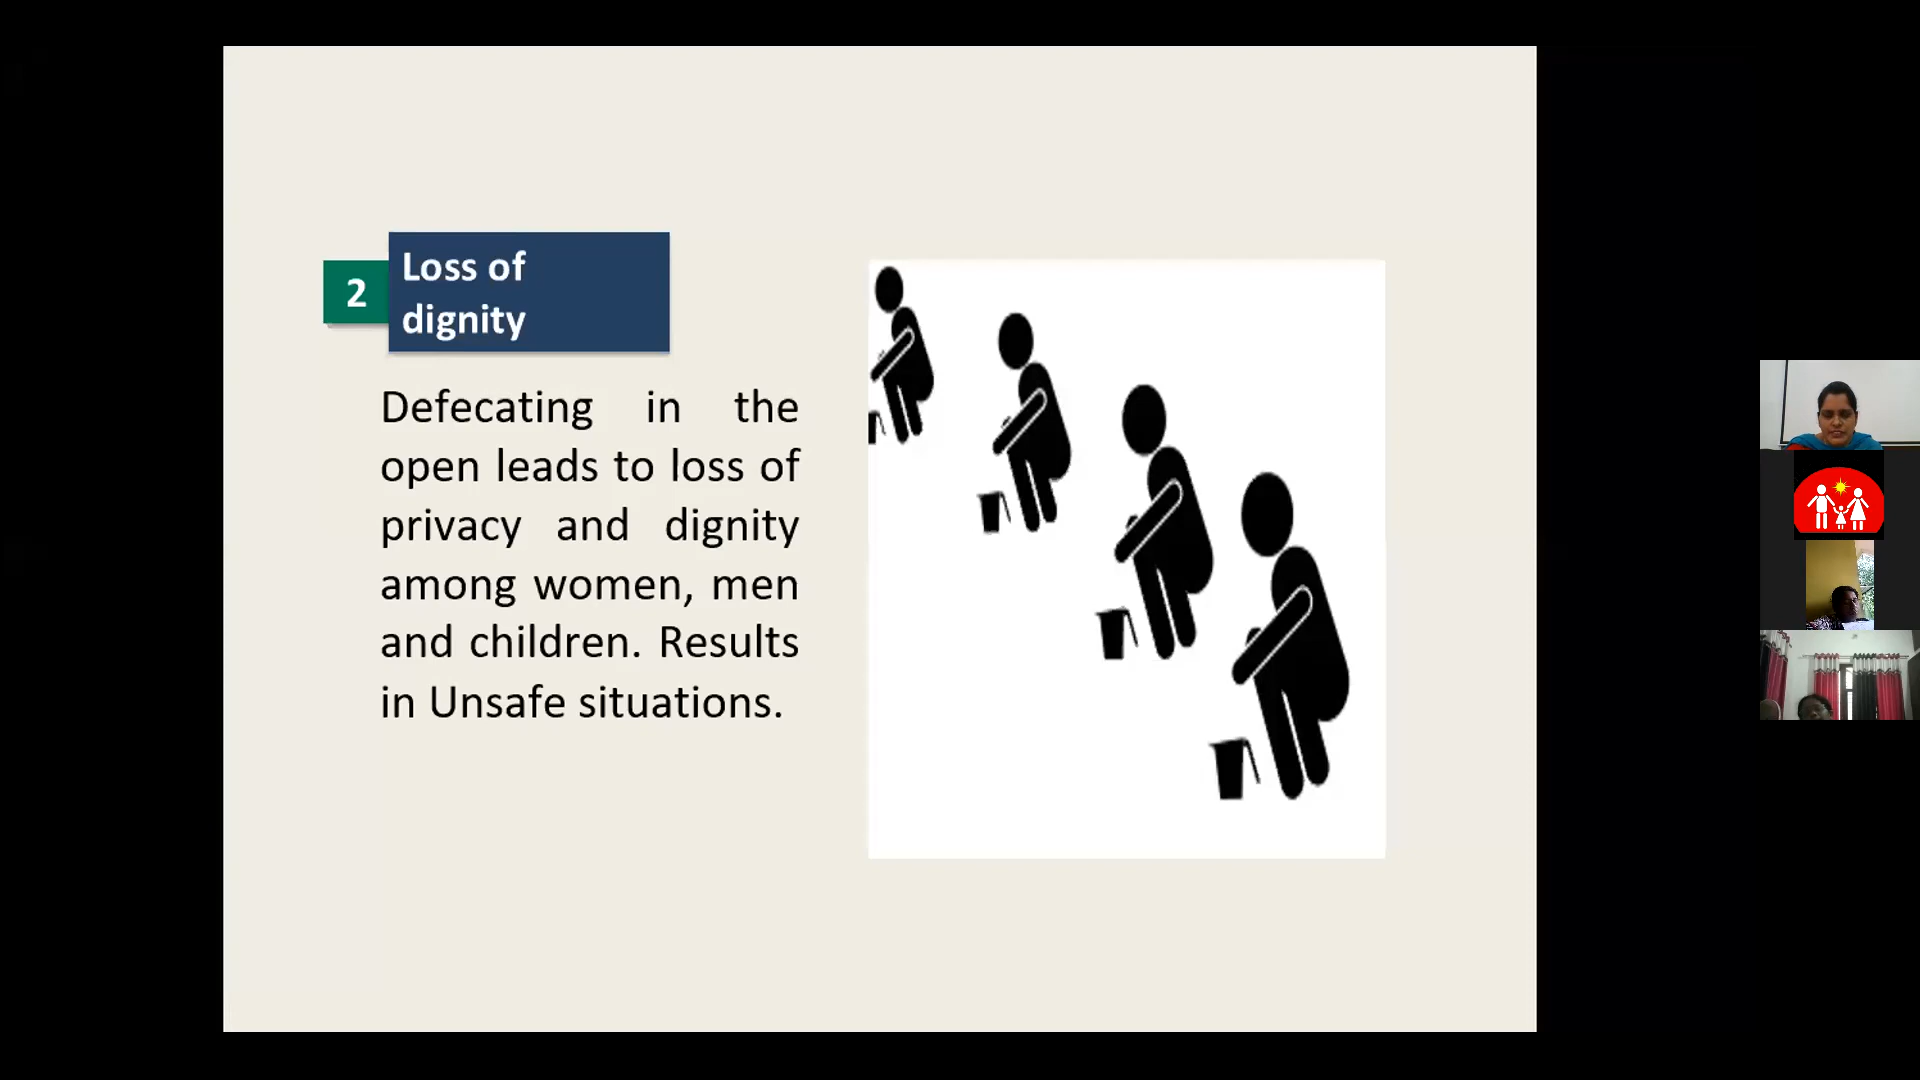 2
Loss of
dignity
Defecating in the
open leads to loss of
privacy and dignity
among women, men
and children. Results
in Unsafe situations.